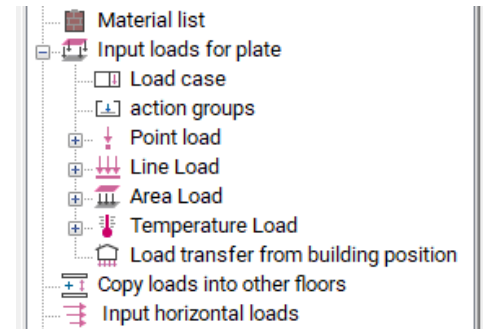 Material list
Input loads for plate
Load case
action groups
Point load
Line Load
Area Load
Temperature Load
Load transfer from building position
Copy loads into other floors
Input horizontal loads